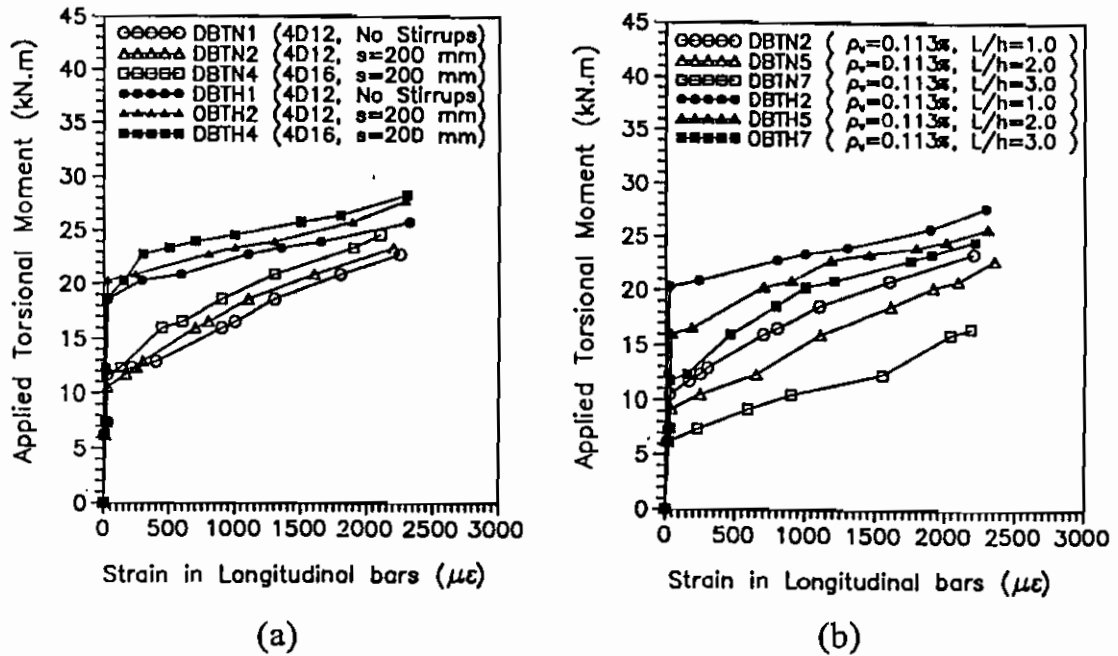 45
40
35
30
25
20
15
10
5
0
Applied Torsional Moment (kN.m)
DBTN1 (4D12, No Stirrups)
DBTN2 (4D12, s=200 mm)
DBTN4 (4D16, s=200 mm)
DBTH1 (4D12, No Stirrups)
OBTH2 (4D12, s=200 mm)
DBTH4 (4D16, s=200 mm)
0 500 1000 1500 2000 2500 3000
Strain in Longitudinal bars (με)
(a)
45
40
35
30
25
20
15
10
5
0
Applied Torsional Moment (kN.m)
DBTN2 ( ρv=0.113%, L/h=1.0 )
DBTN5 ( ρv=0.113%, L/h=2.0 )
DBTN7 ( ρv=0.113%, L/h=3.0 )
DBTH2 ( ρv=0.113%, L/h=1.0 )
DBTH5 ( ρv=0.113%, L/h=2.0 )
OBTH7 ( ρv=0.113%, L/h=3.0 )
0 500 1000 1500 2000 2500 3000
Strain in Longitudinal bars (με)
(b)